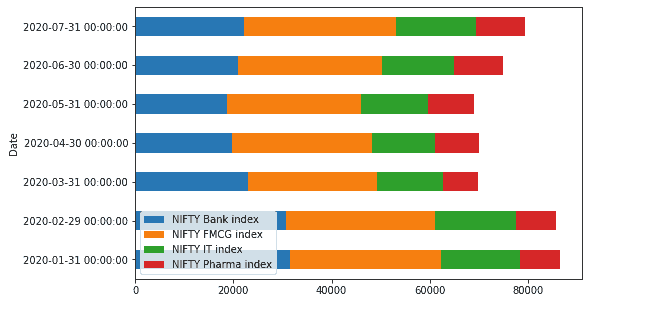 2020-07-31 00:00:00
2020-06-30 00:00:00
2020-05-31 00:00:00
2020-04-30 00:00:00
2020-03-31 00:00:00
2020-02-29 00:00:00
2020-01-31 00:00:00
Date
NIFTY Bank index
NIFTY FMCG index
NIFTY IT index
NIFTY Pharma index
0 20000 40000 60000 80000